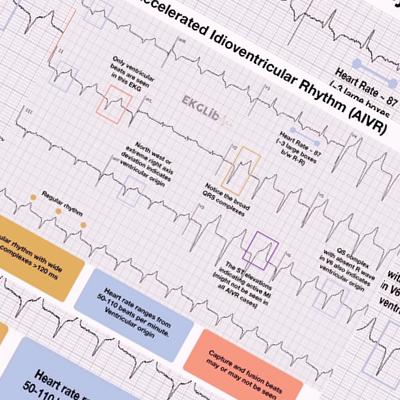 Accelerated Idioventricular Rhythm (AIVR)
Heart Rate ~ 87
(~3 large boxes
II
Only ventricular
beats are seen
in this EKG
EKGLib
Heart Rate ~ 87
(~3 large boxes
b/w R-R)
III
North west or
extreme right axis
deviation indicates
ventricular origin
Notice the broad
QRS complexes
Regular rhythm
The ST elevations
indicating active MI
might not be seen in
all AIVR cases)
QS complex
with absent R wave
in V6 also indicates
ventricular origin
in V6
ular rhythm with wide
complexes >120 ms
Heart rate ranges from
50-110 beats per minute.
Ventricular origin
Capture and fusion beats
may or may not be seen
Heart rate
50-110